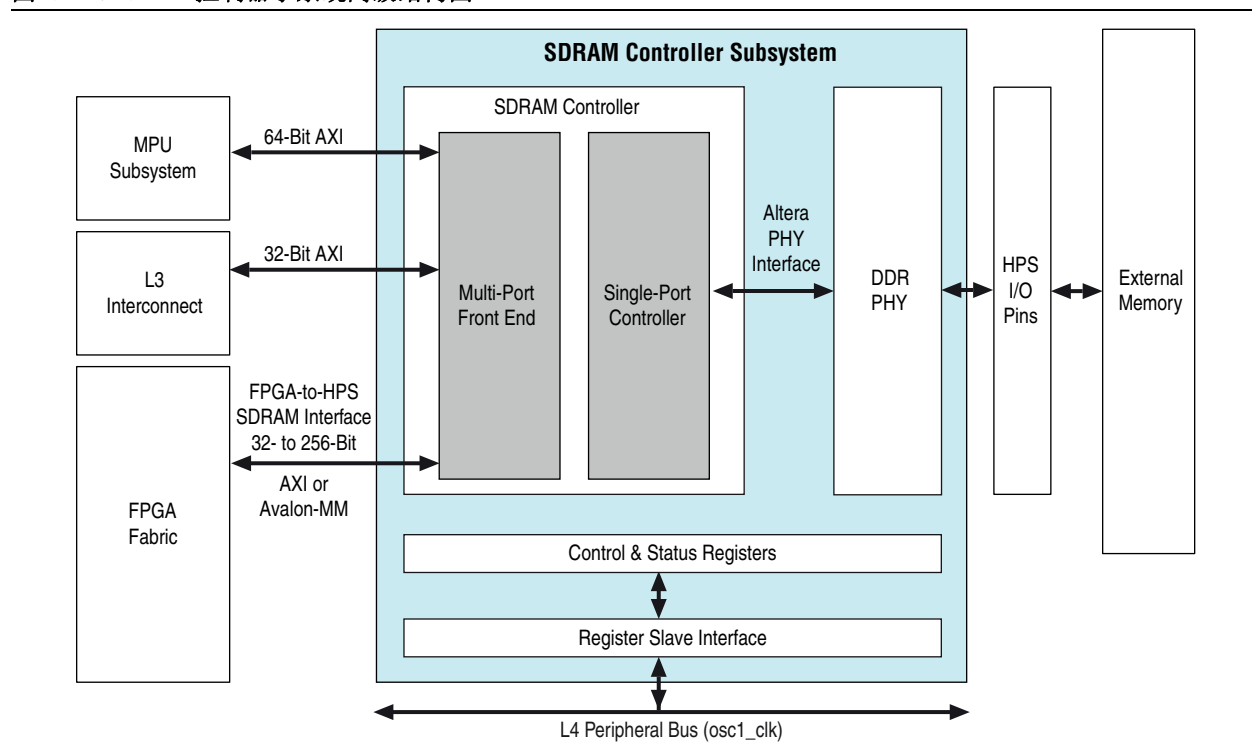 SDRAM Controller Subsystem
SDRAM Controller
MPU
Subsystem
64-Bit AXI
L3
Interconnect
32-Bit AXI
Multi-Port
Front End
Single-Port
Controller
Altera
PHY
Interface
DDR
PHY
HPS
I/O
Pins
External
Memory
FPGA-to-HPS
SDRAM Interface
32- to 256-Bit
AXI or
Avalon-MM
FPGA
Fabric
Control & Status Registers
Register Slave Interface
L4 Peripheral Bus (osc1_clk)